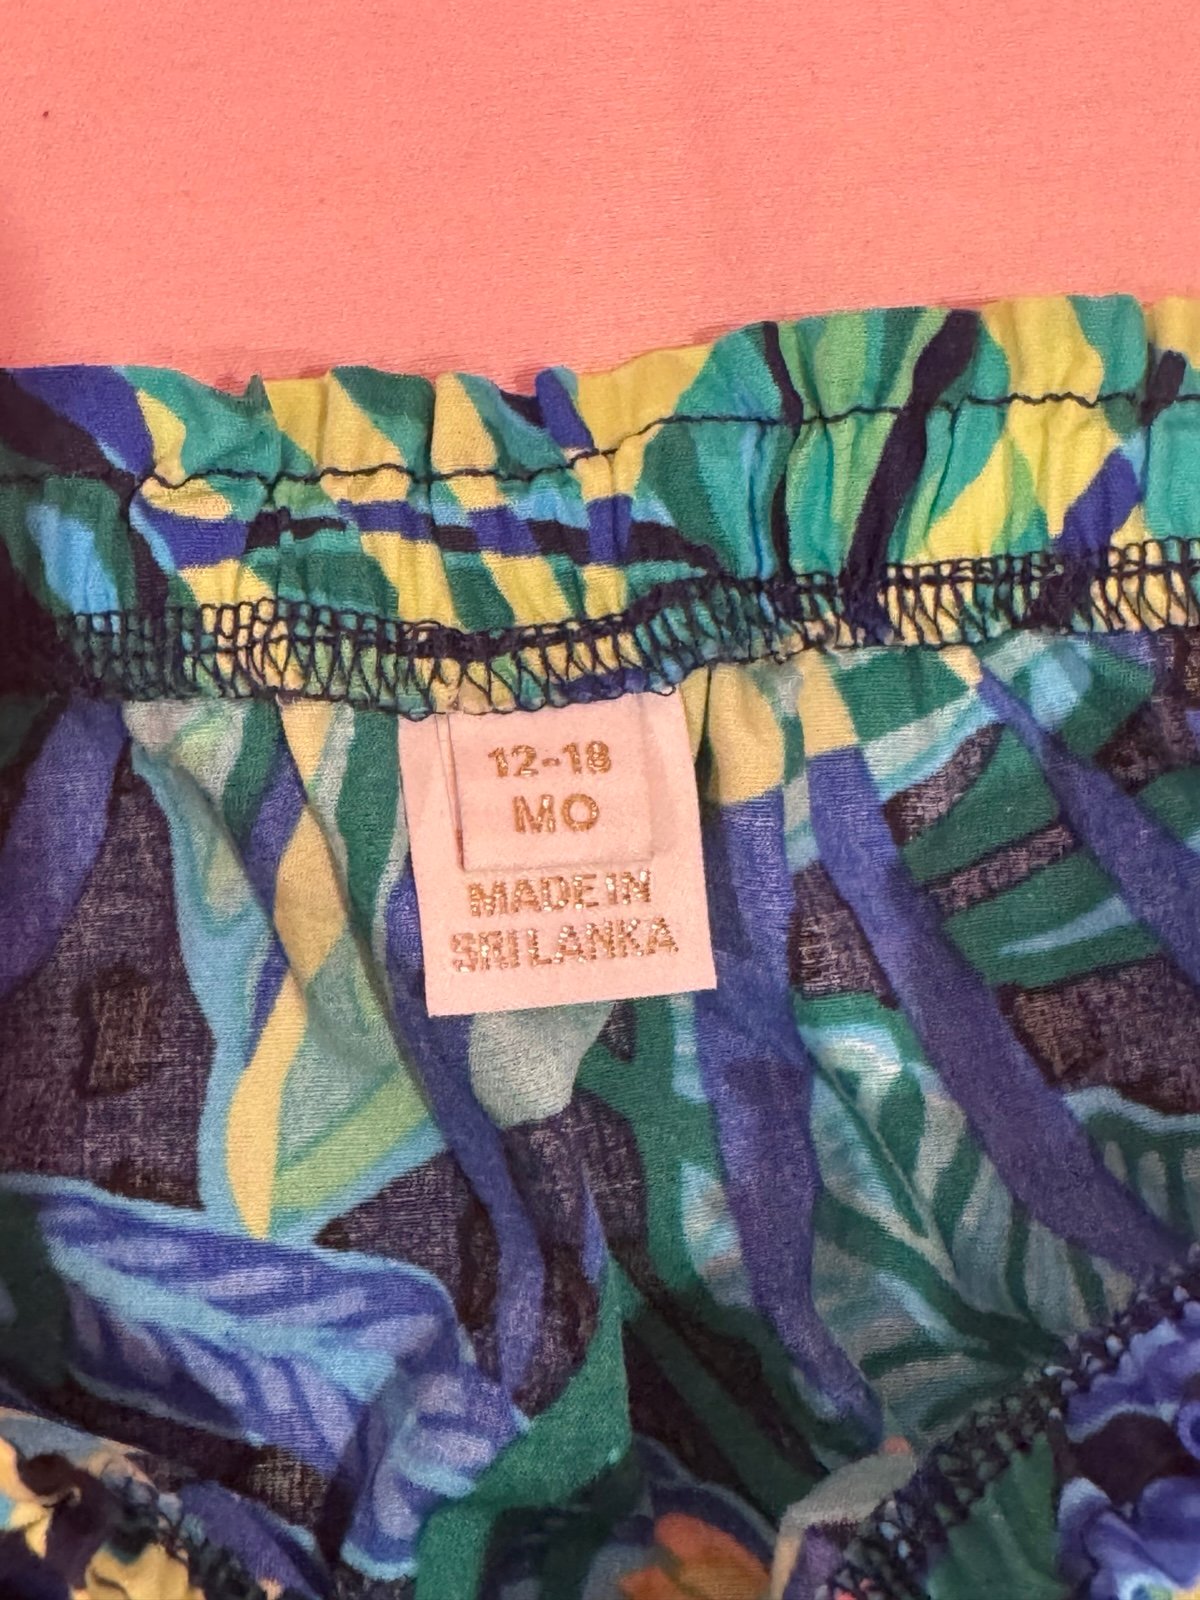 12-18
MO
MADE IN
SRI LANKA